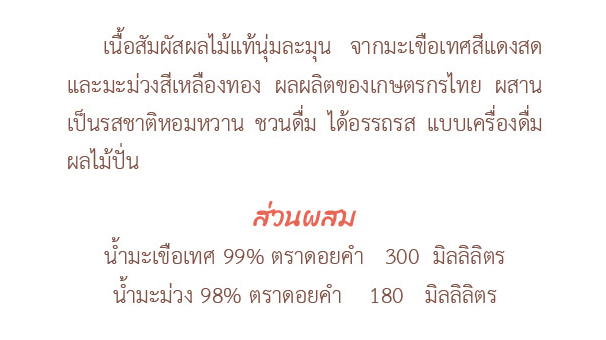 เนื้อสัมผัสผลไม้แท้นุ่มละมุน จากมะเขือเทศสีแดงสด
และมะม่วงสีเหลืองทอง ผลผลิตของเกษตรกรไทย ผสาน
เป็นรสชาติหอมหวาน ชวนดื่ม ได้อรรถรส แบบเครื่องดื่ม
ผลไม้ปั่น
ส่วนผสม
น้ำมะเขือเทศ 99% ตราดอยคำ 300 มิลลิลิตร
น้ำมะม่วง 98% ตราดอยคำ 180 มิลลิลิตร